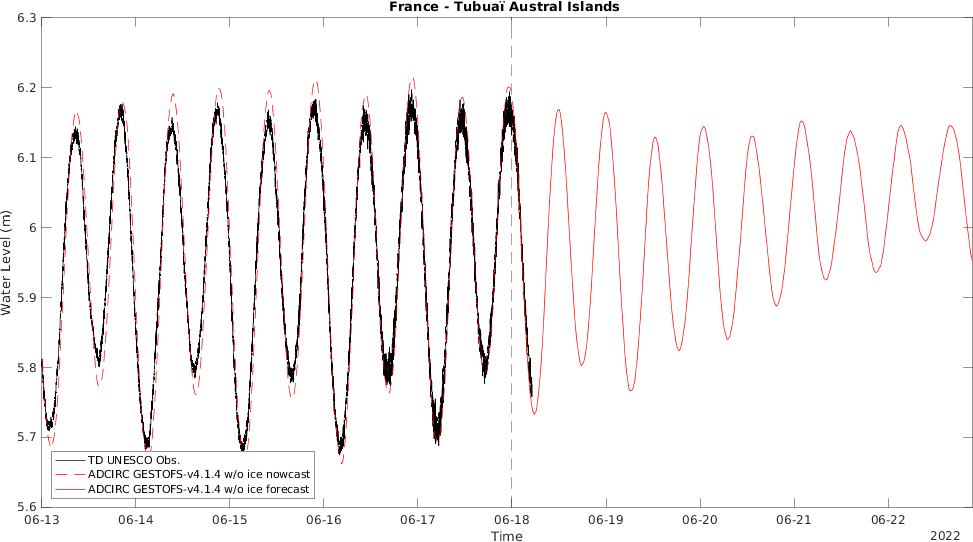 France - Tubuaï Austral Islands
6.3
6.2
6.1
6
5.9
5.8
5.7
5.6
Water Level (m)
TD UNESCO Obs.
ADCIRC GESTOFS-v4.1.4 w/o ice nowcast
ADCIRC GESTOFS-v4.1.4 w/o ice forecast
06-13 06-14 06-15 06-16 06-17 06-18 06-19 06-20 06-21 06-22
Time
2022